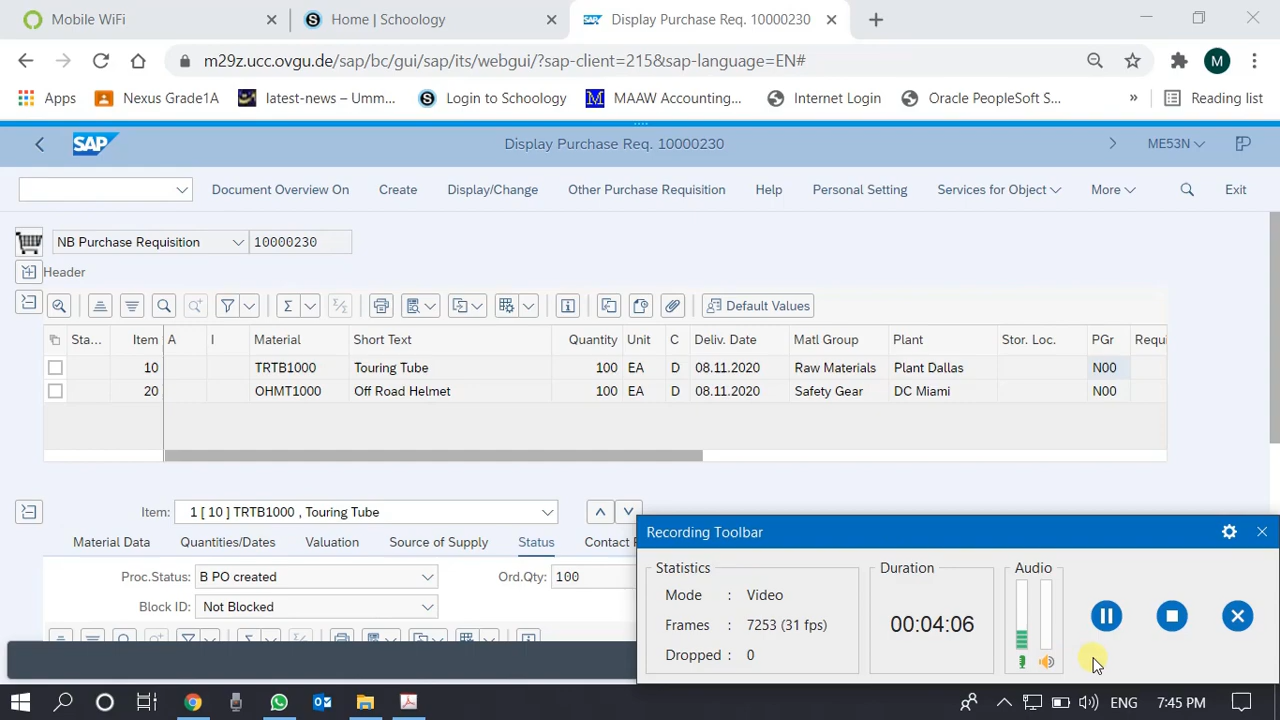 Mobile WiFi
Home | Schoology
SAP Display Purchase Req. 10000230
m29z.ucc.ovgu.de/sap/bc/gui/sap/its/webgui/?sap-client=215&sap-language=EN#
M
Apps
Nexus Grade1A
latest-news – Umm...
Login to Schoology
MAAW Accounting...
Internet Login
Oracle PeopleSoft S...
»
Reading list
SAP
Display Purchase Req. 10000230
ME53N
Document Overview On
Create
Display/Change
Other Purchase Requisition
Help
Personal Setting
Services for Object
More
Exit
NB Purchase Requisition
10000230
Header
Default Values
Sta... Item A I Material Short Text Quantity Unit C Deliv. Date Matl Group Plant Stor. Loc. PGr Requi
10 TRTB1000 Touring Tube 100 EA D 08.11.2020 Raw Materials Plant Dallas N00
20 OHMT1000 Off Road Helmet 100 EA D 08.11.2020 Safety Gear DC Miami N00
Item: 1 [ 10 ] TRTB1000 , Touring Tube
Material Data
Quantities/Dates
Valuation
Source of Supply
Status
Contact
Proc.Status: B PO created
Ord.Qty: 100
Block ID: Not Blocked
Recording Toolbar
Statistics
Mode : Video
Frames : 7253 (31 fps)
Dropped : 0
Duration
00:04:06
Audio
ENG
7:45 PM